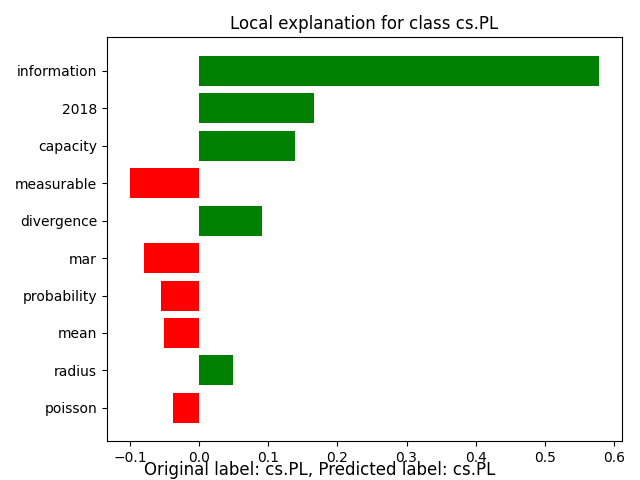 Local explanation for class cs.PL
information
2018
capacity
measurable
divergence
mar
probability
mean
radius
poisson
−0.1 0.0 0.1 0.2 0.3 0.4 0.5 0.6
Original label: cs.PL, Predicted label: cs.PL